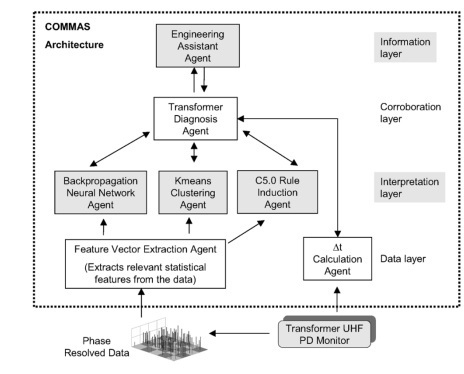 COMMAS
Architecture
Engineering
Assistant
Agent
Information
layer
Transformer
Diagnosis
Agent
Corroboration
layer
Backpropagation
Neural Network
Agent
Kmeans
Clustering
Agent
C5.0 Rule
Induction
Agent
Interpretation
layer
Feature Vector Extraction Agent
(Extracts relevant statistical
features from the data)
Δt
Calculation
Agent
Data layer
Phase
Resolved Data
Transformer UHF
PD Monitor